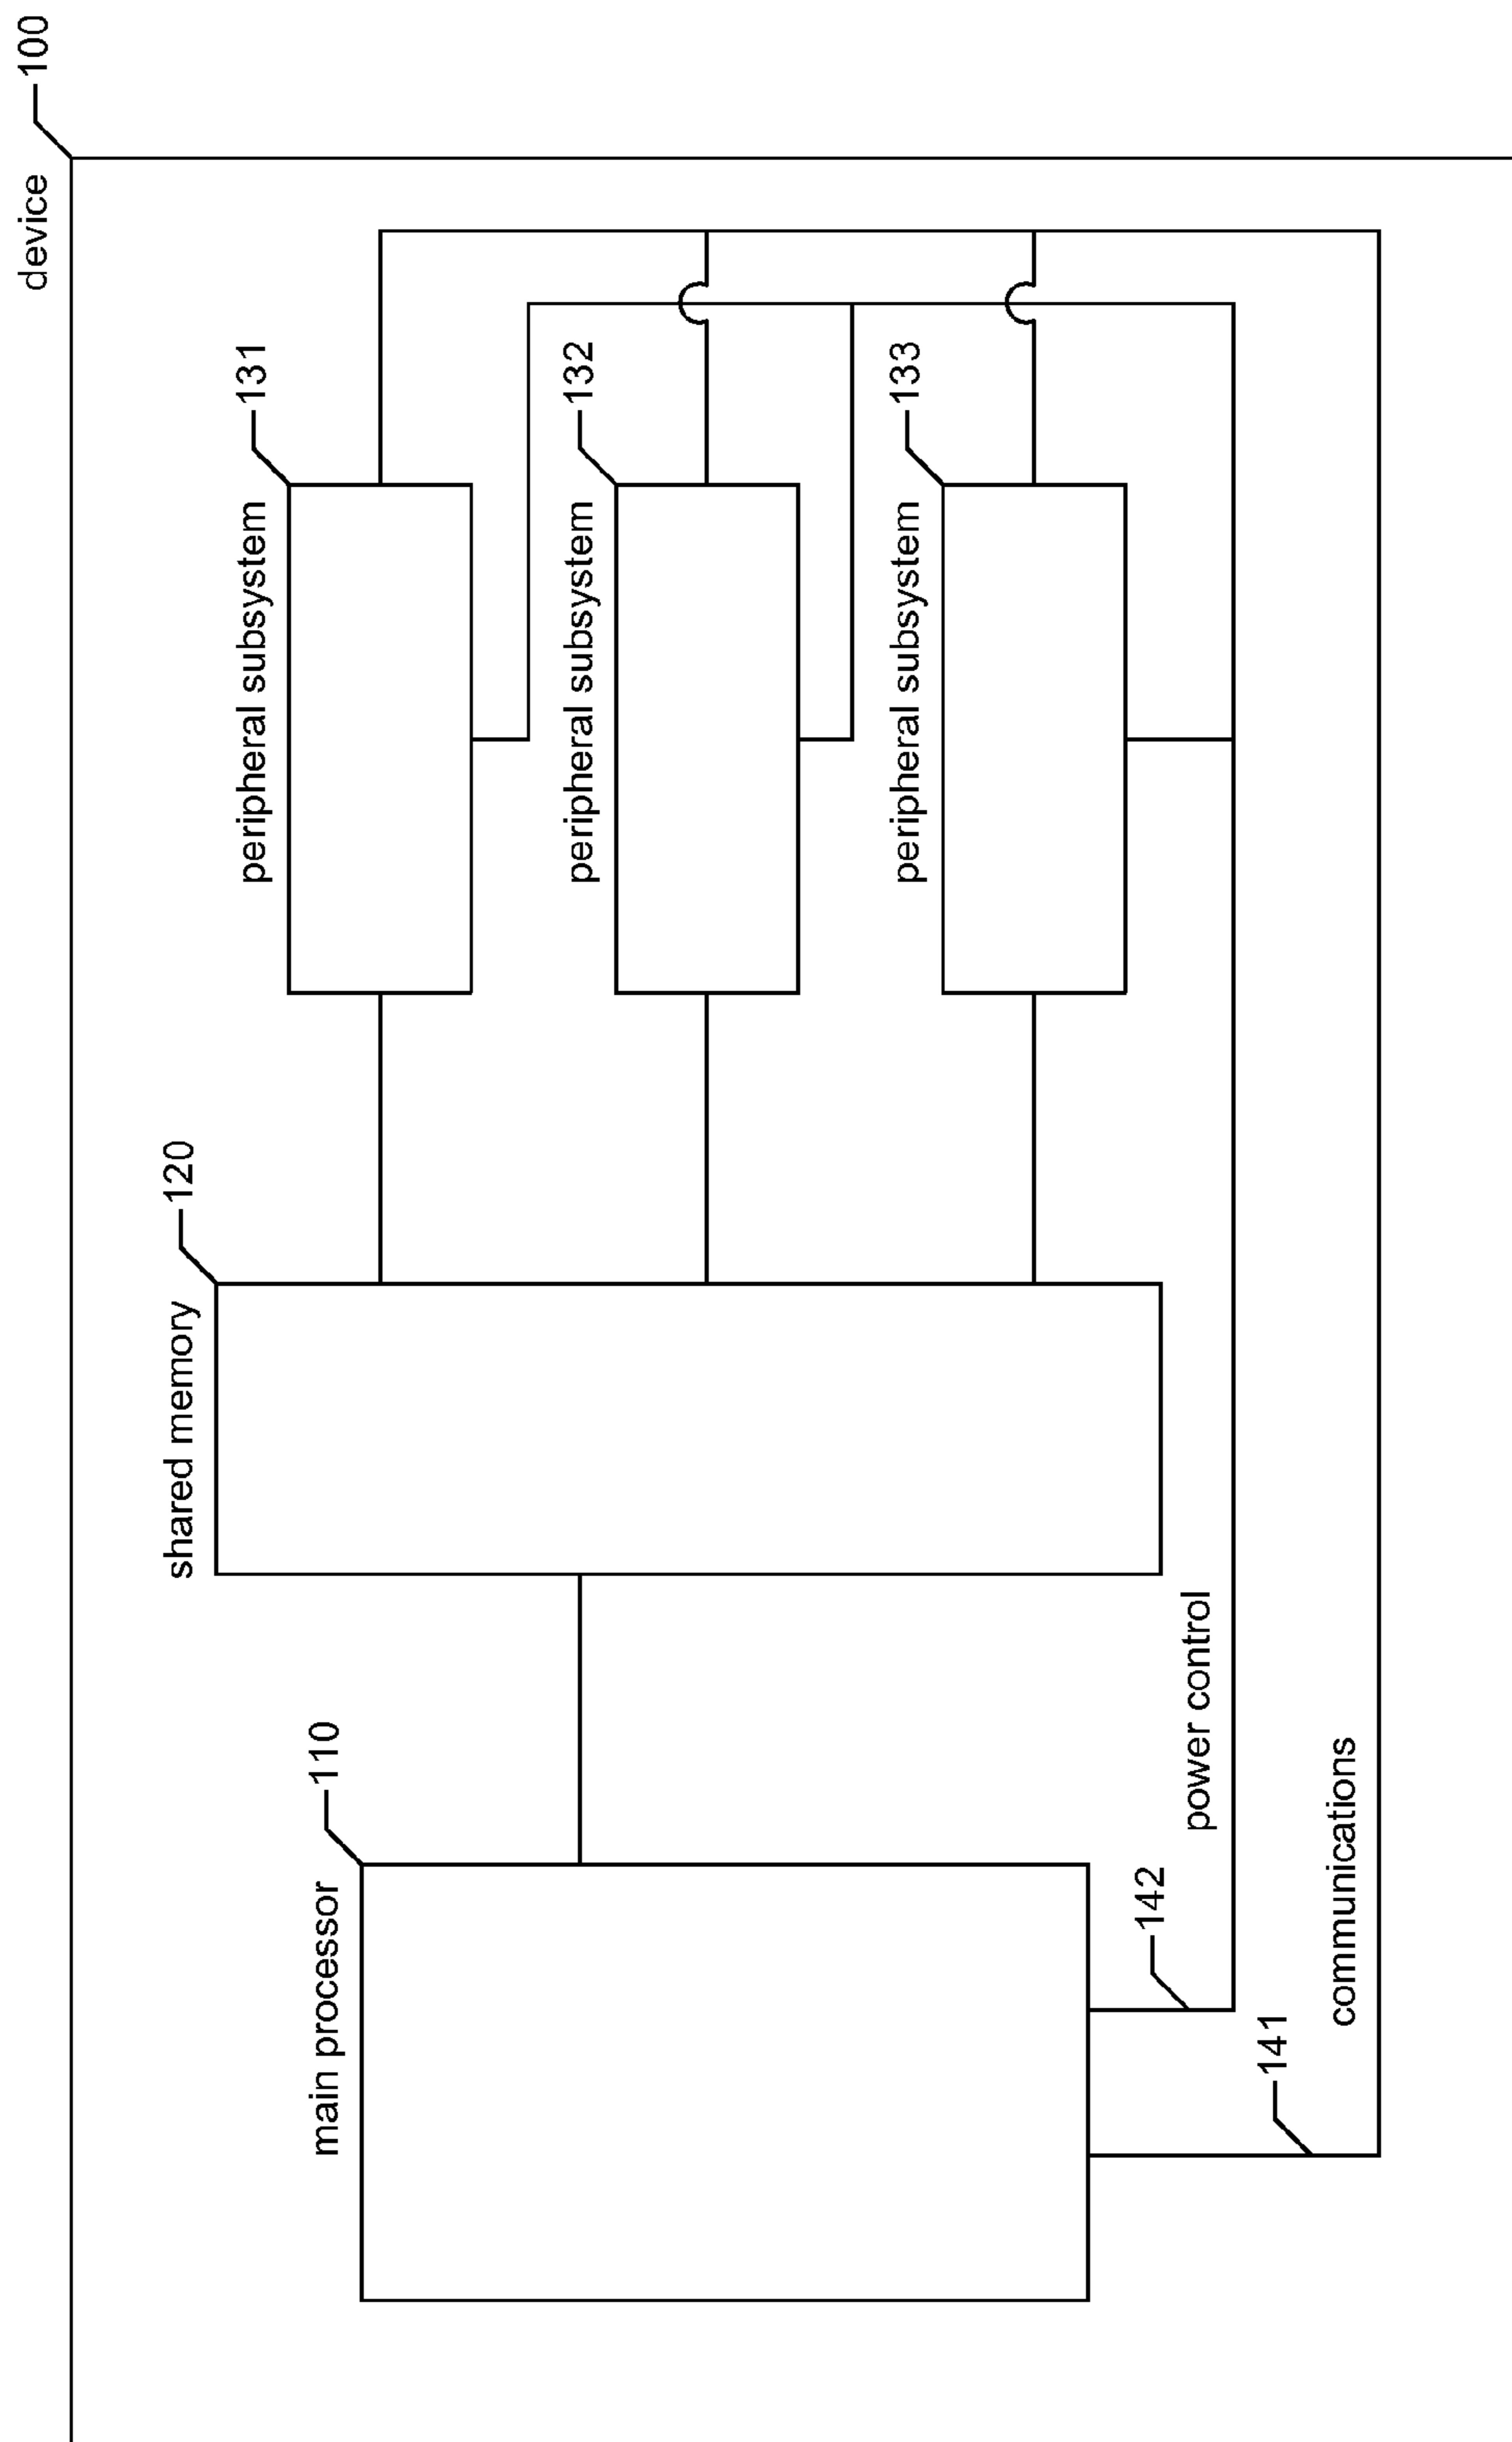 device
100
shared memory
120
peripheral subsystem
131
main processor
110
peripheral subsystem
132
peripheral subsystem
133
142
power control
141
communications